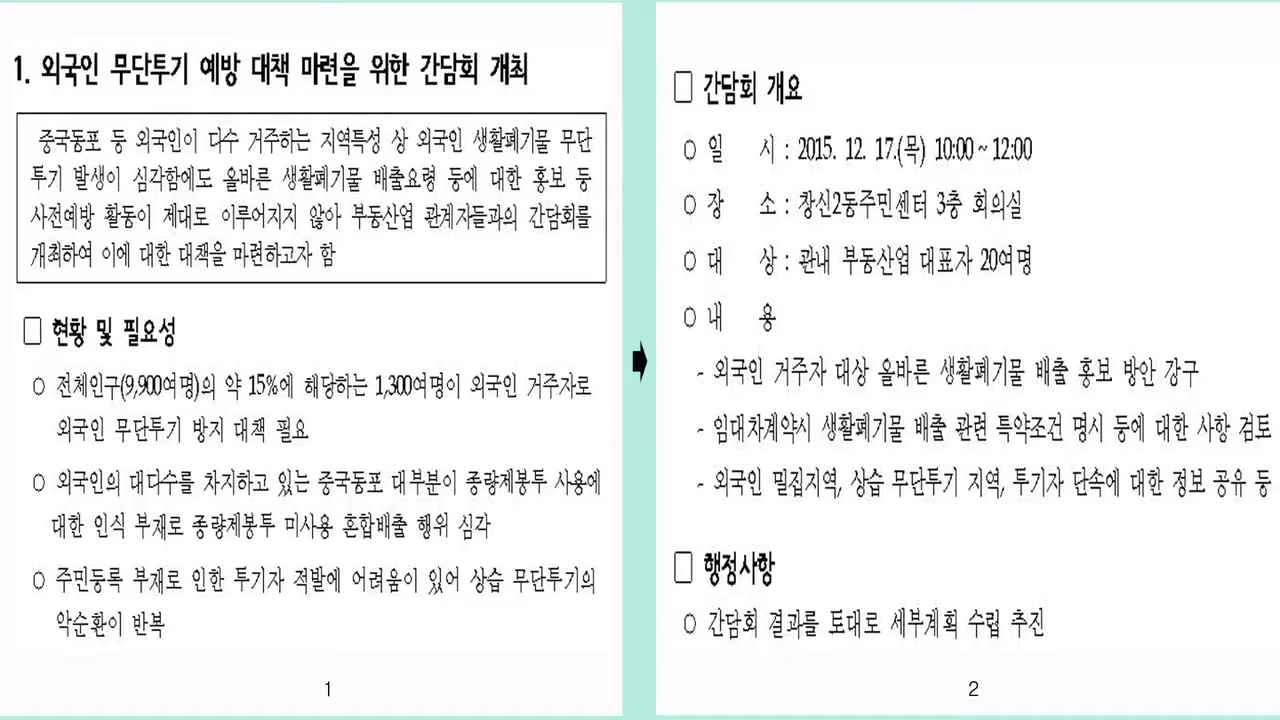 1. 외국인 무단투기 예방 대책 마련을 위한 간담회 개최
중국동포 등 외국인이 다수 거주하는 지역특성 상 외국인 생활폐기물 무단
투기 발생이 심각함에도 올바른 생활폐기물 배출요령 등에 대한 홍보 등
사전예방 활동이 제대로 이루어지지 않아 부동산업 관계자들과의 간담회를
개최하여 이에 대한 대책을 마련하고자 함
□ 현황 및 필요성
○ 전체인구(9,900여명)의 약 15%에 해당하는 1,300여명이 외국인 거주자로
외국인 무단투기 방지 대책 필요
○ 외국인의 대다수를 차지하고 있는 중국동포 대부분이 종량제봉투 사용에
대한 인식 부재로 종량제봉투 미사용 혼합배출 행위 심각
○ 주민등록 부재로 인한 투기자 적발에 어려움이 있어 상습 무단투기의
악순환이 반복
1
□ 간담회 개요
○ 일 시 : 2015. 12. 17.(목) 10:00 ~ 12:00
○ 장 소 : 창신2동주민센터 3층 회의실
○ 대 상 : 관내 부동산업 대표자 20여명
○ 내 용
- 외국인 거주자 대상 올바른 생활폐기물 배출 홍보 방안 강구
- 임대차계약시 생활폐기물 배출 관련 특약조건 명시 등에 대한 사항 검토
- 외국인 밀집지역, 상습 무단투기 지역, 투기자 단속에 대한 정보 공유 등
□ 행정사항
○ 간담회 결과를 토대로 세부계획 수립 추진
2